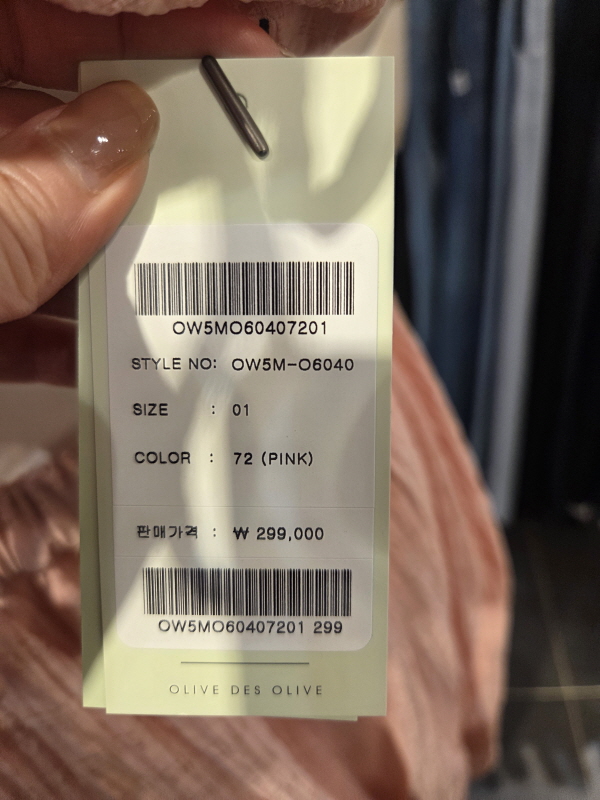 OW5MO60407201
STYLE NO: OW5M-O6040
SIZE : 01
COLOR : 72 (PINK)
판매가격 : ₩ 299,000
OW5MO60407201 299
OLIVE DES OLIVE